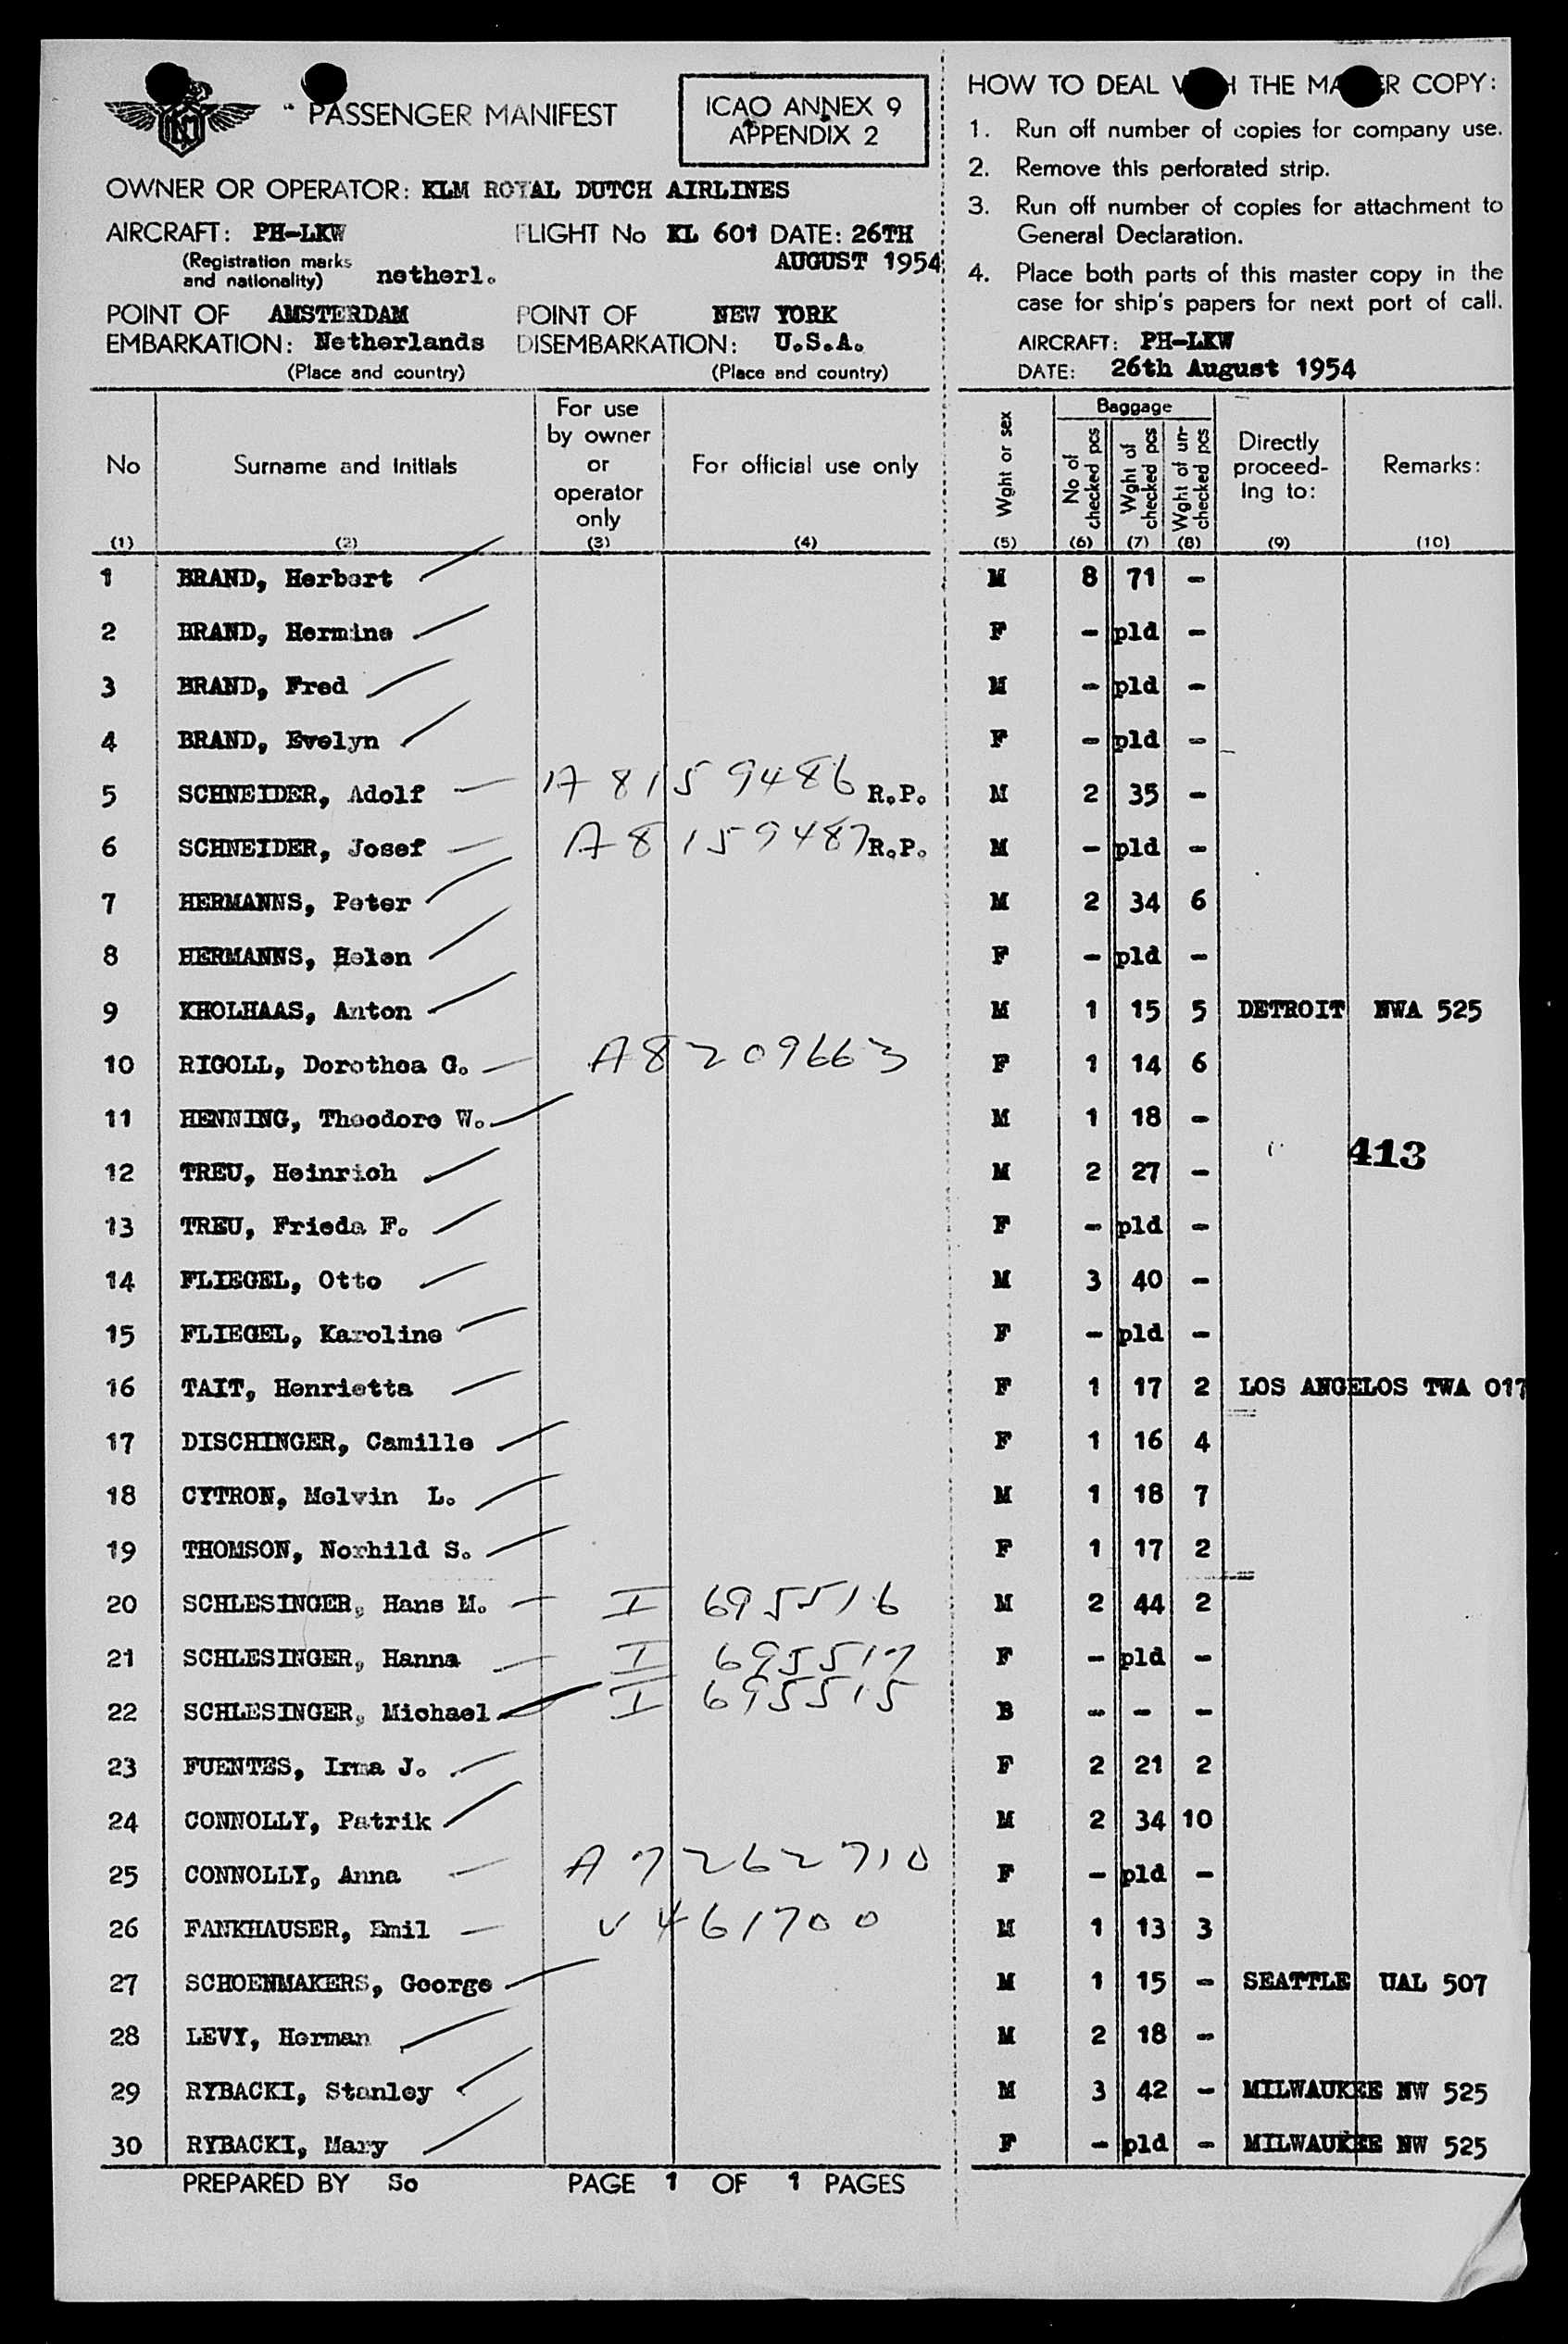 PASSENGER MANIFEST
ICAO ANNEX 9
APPENDIX 2
OWNER OR OPERATOR: KLM ROYAL DUTCH AIRLINES
AIRCRAFT: PH-LKW FLIGHT No KL 601 DATE: 26TH
AUGUST 1954
(Registration marks
and nationality) netherl.
POINT OF AMSTERDAM POINT OF NEW YORK
EMBARKATION: Netherlands DISEMBARKATION: U.S.A.
(Place and country) (Place and country)
HOW TO DEAL THE COPY:
1. Run off number of copies for company use.
2. Remove this perforated strip.
3. Run off number of copies for attachment to
General Declaration.
4. Place both parts of this master copy in the
case for ship's papers for next port of call.
AIRCRAFT: PH-LKW
DATE: 26th August 1954
No Surname and Initials For use by owner or operator only For official use only Wght or sex Baggage No of checked pcs Wght of checked pcs Wght of un-checked pcs Directly proceed-ing to: Remarks:
(1) (2) (3) (4) (5) (6) (7) (8) (9) (10)
1 BRAND, Herbert M 8 71 -
2 BRAND, Hermine F - pld -
3 BRAND, Fred M - pld -
4 BRAND, Evelyn F - pld -
5 SCHNEIDER, Adolf A 8159486 R.P. M 2 35 -
6 SCHNEIDER, Josef A 8159487 R.P. M - pld -
7 HERMANNS, Peter M 2 34 6
8 HERMANNS, Helen F - pld -
9 KHOLHAAS, Anton M 1 15 5 DETROIT NWA 525
10 RIGOLL, Dorothea G. A8209663 F 1 14 6
11 HENNING, Theodore W. M 1 18 -
413
12 TREU, Heinrich M 2 27 -
13 TREU, Frieda F. F - pld -
14 FLIEGEL, Otto M 3 40 -
15 FLIEGEL, Karoline F - pld -
16 TAIT, Henrietta F 1 17 2 LOS ANGELOS TWA 017
17 DISCHINGER, Camille F 1 16 4
18 CYTRON, Melvin L. M 1 18 7
19 THOMSON, Norhild S. F 1 17 2
20 SCHLESINGER, Hans M. I 695516 M 2 44 2
21 SCHLESINGER, Hanna I 695517 F - pld -
22 SCHLESINGER, Michael I 695515 B - - -
23 FUENTES, Irma J. F 2 21 2
24 CONNOLLY, Patrik M 2 34 10
25 CONNOLLY, Anna A 7262710 F - pld -
26 FANKHAUSER, Emil V 461700 M 1 13 3
27 SCHOENMAKERS, George M 1 15 - SEATTLE UAL 507
28 LEVY, Herman M 2 18 -
29 RYBACKI, Stanley M 3 42 - MILWAUKEE NW 525
30 RYBACKI, Mary F - pld - MILWAUKEE NW 525
PREPARED BY So PAGE 1 OF 1 PAGES